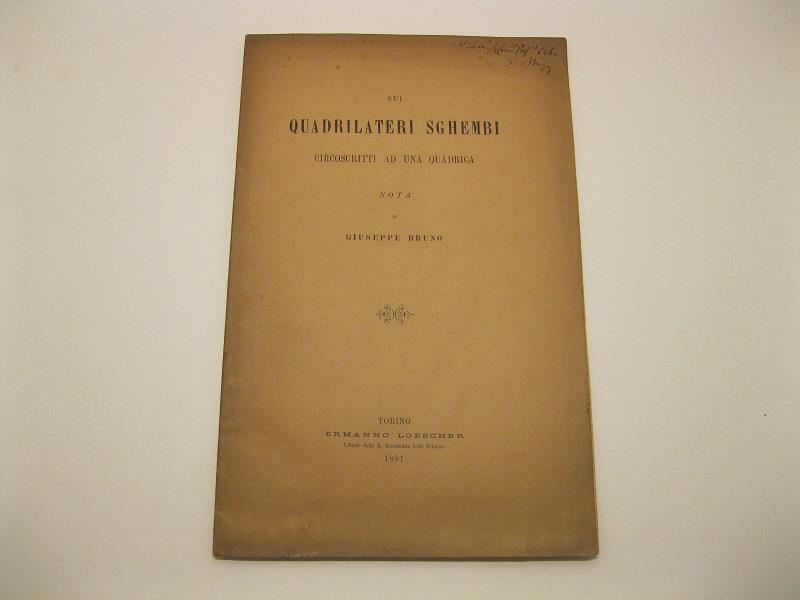 SUI
QUADRILATERI SGHEMBI
CIRCOSCRITTI AD UNA QUADRICA
NOTA
DI
GIUSEPPE BRUNO
TORINO
ERMANNO LOESCHER
Libraio della R. Accademia delle Scienze
1881